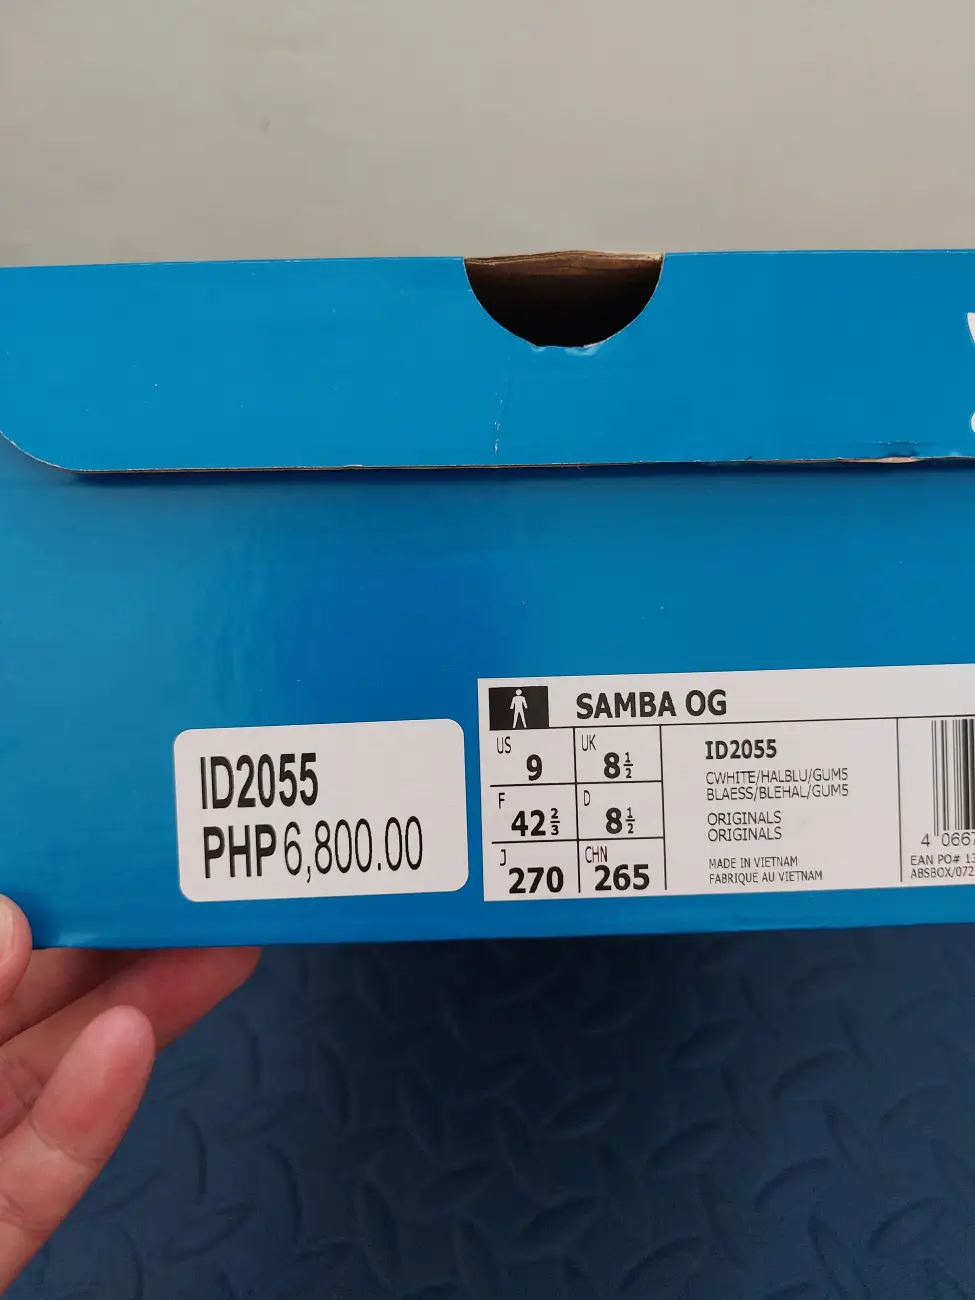 ID2055
PHP 6,800.00
SAMBA OG
US 9
UK 8½
F 42⅔
D 8½
J 270
CHN 265
ID2055
CWHITE/HALBLU/GUM5
BLAESS/BLEHAL/GUM5
ORIGINALS
ORIGINALS
MADE IN VIETNAM
FABRIQUÉ AU VIETNAM
4 0667
EAN PO# 13
ABSBOX/072